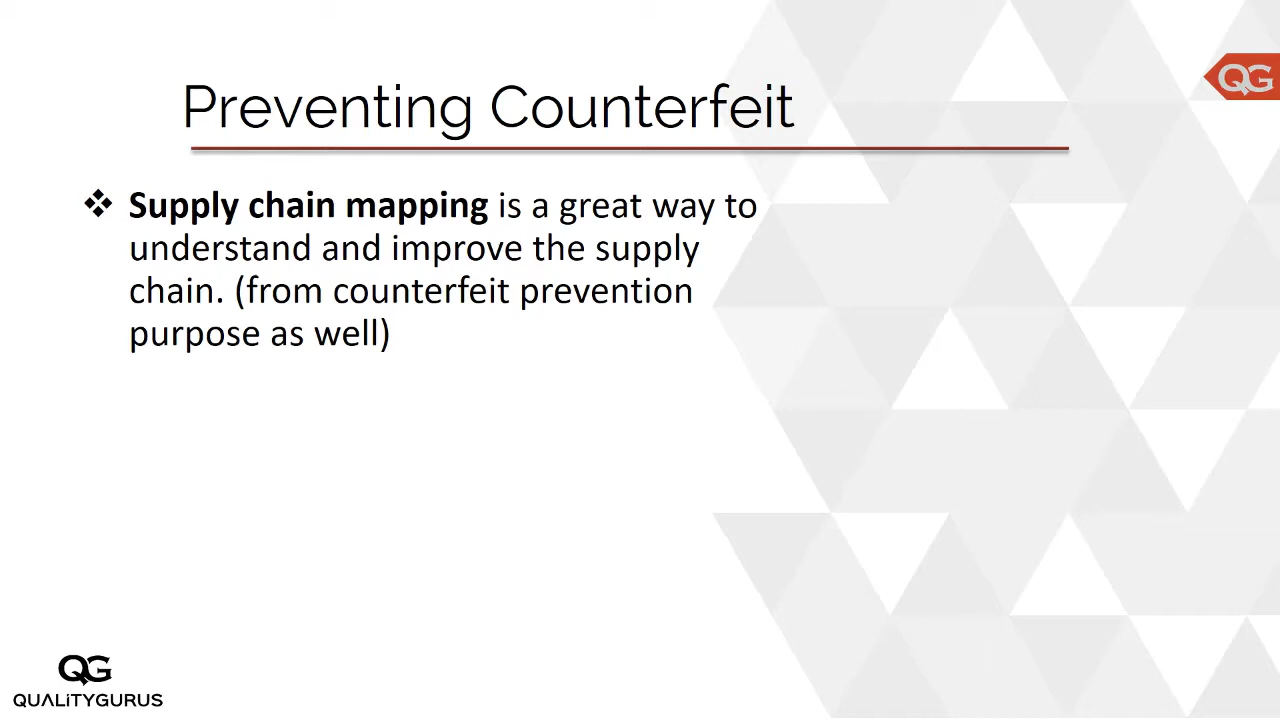 Preventing Counterfeit
QG
❖ Supply chain mapping is a great way to
understand and improve the supply
chain. (from counterfeit prevention
purpose as well)
QG
QUALiTYGURUS